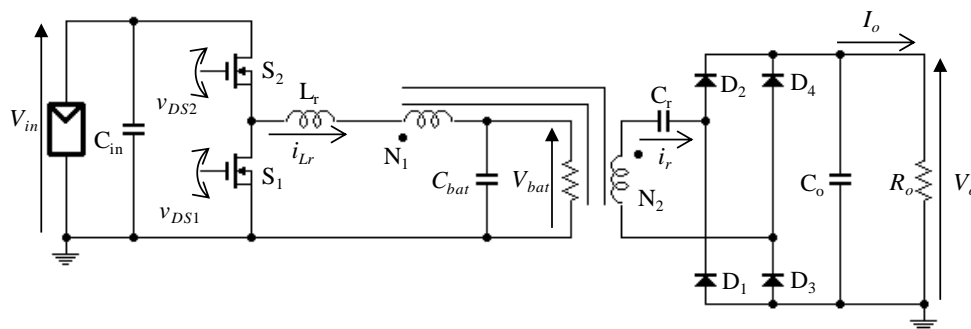 I_o
V_in
C_in
v_DS2
S_2
L_r
i_Lr
N_1
v_DS1
S_1
C_bat
V_bat
N_2
C_r
i_r
D_2
D_4
C_o
R_o
D_1
D_3